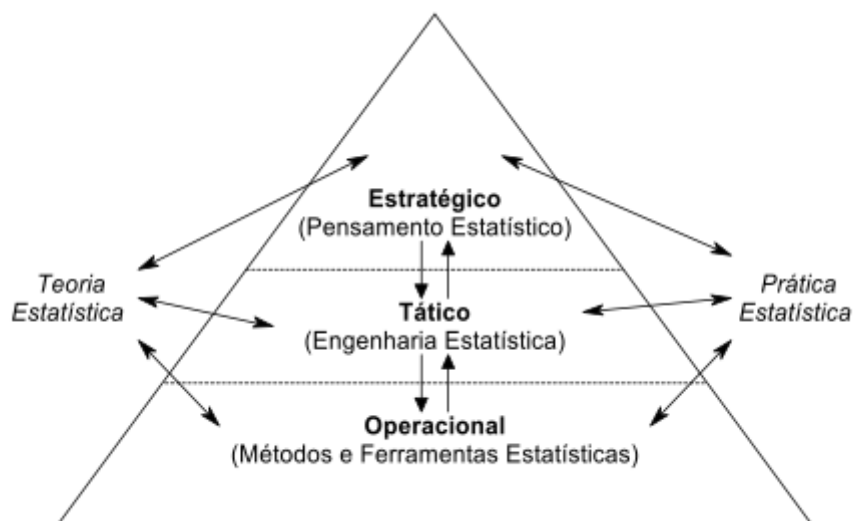 Estratégico
(Pensamento Estatístico)
Teoria
Estatística
Tático
(Engenharia Estatística)
Prática
Estatística
Operacional
(Métodos e Ferramentas Estatísticas)